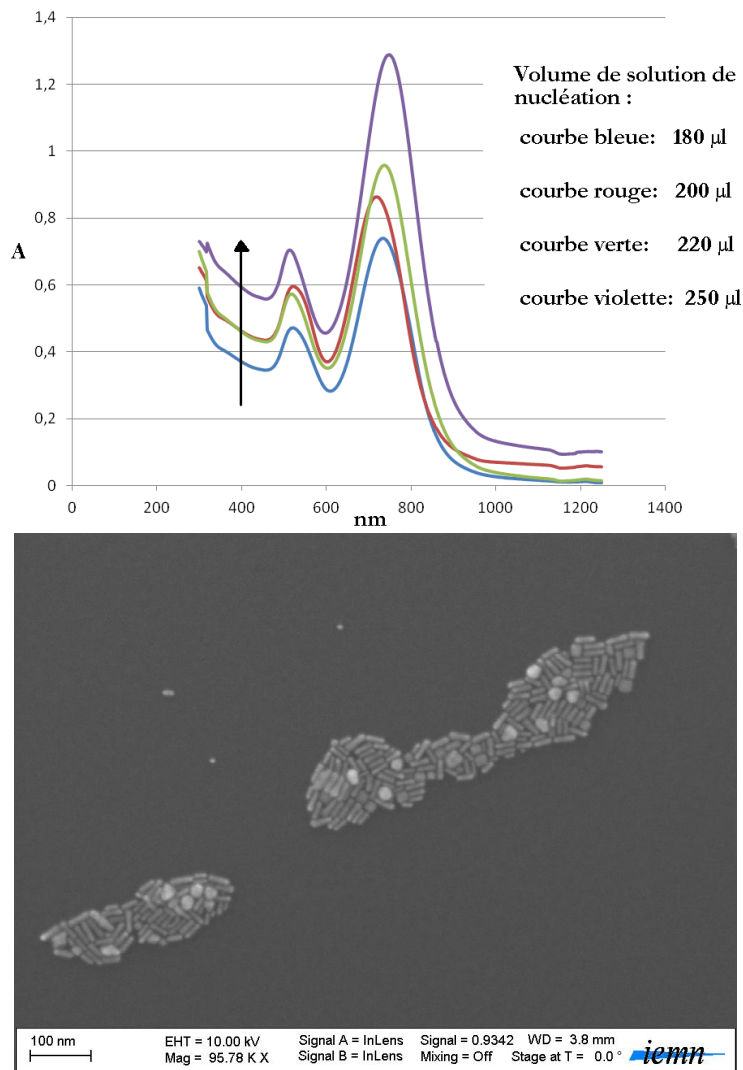 1,4
1,2
1
0,8
0,6
0,4
0,2
0
A
0 200 400 600 800 1000 1200 1400
nm
Volume de solution de
nucléation :
courbe bleue: 180 µl
courbe rouge: 200 µl
courbe verte: 220 µl
courbe violette: 250 µl
100 nm
EHT = 10.00 kV Signal A = InLens Signal = 0.9342 WD = 3.8 mm
Mag = 95.78 K X Signal B = InLens Mixing = Off Stage at T = 0.0 °
iemn